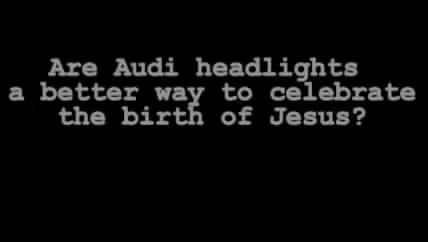 Are Audi headlights
a better way to celebrate
the birth of Jesus?